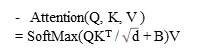 - Attention(Q, K, V)
= SoftMax(QKᵀ/√d +B)V